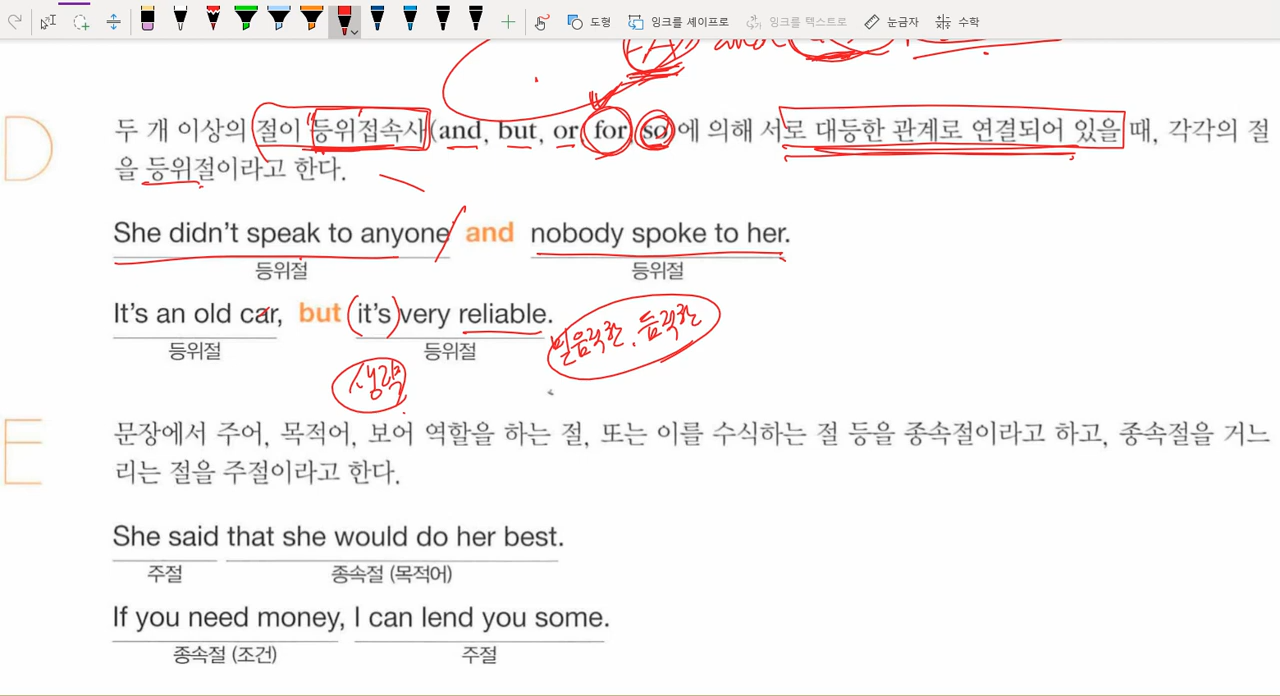 도형 잉크를 셰이프로 잉크를 텍스트로 눈금자 수학
and
D
두 개 이상의 절이 등위접속사(and, but, or, for, so)에 의해 서로 대등한 관계로 연결되어 있을 때, 각각의 절
을 등위절이라고 한다.
She didn't speak to anyone and nobody spoke to her.
등위절 등위절
It's an old car, but it's very reliable.
등위절 등위절
믿음직한, 듬직한
생략
E
문장에서 주어, 목적어, 보어 역할을 하는 절, 또는 이를 수식하는 절 등을 종속절이라고 하고, 종속절을 거느
리는 절을 주절이라고 한다.
She said that she would do her best.
주절 종속절 (목적어)
If you need money, I can lend you some.
종속절 (조건) 주절